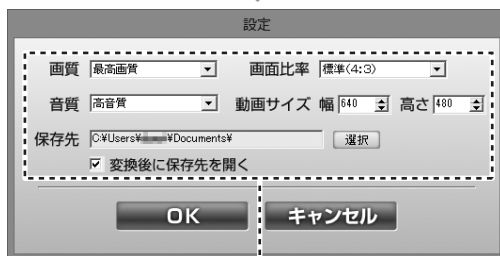 設定
画質 最高画質 画面比率 標準(4:3)
音質 高音質 動画サイズ 幅 640 高さ 480
保存先 C:¥Users¥ ¥Documents¥ 選択
変換後に保存先を開く
OK キャンセル